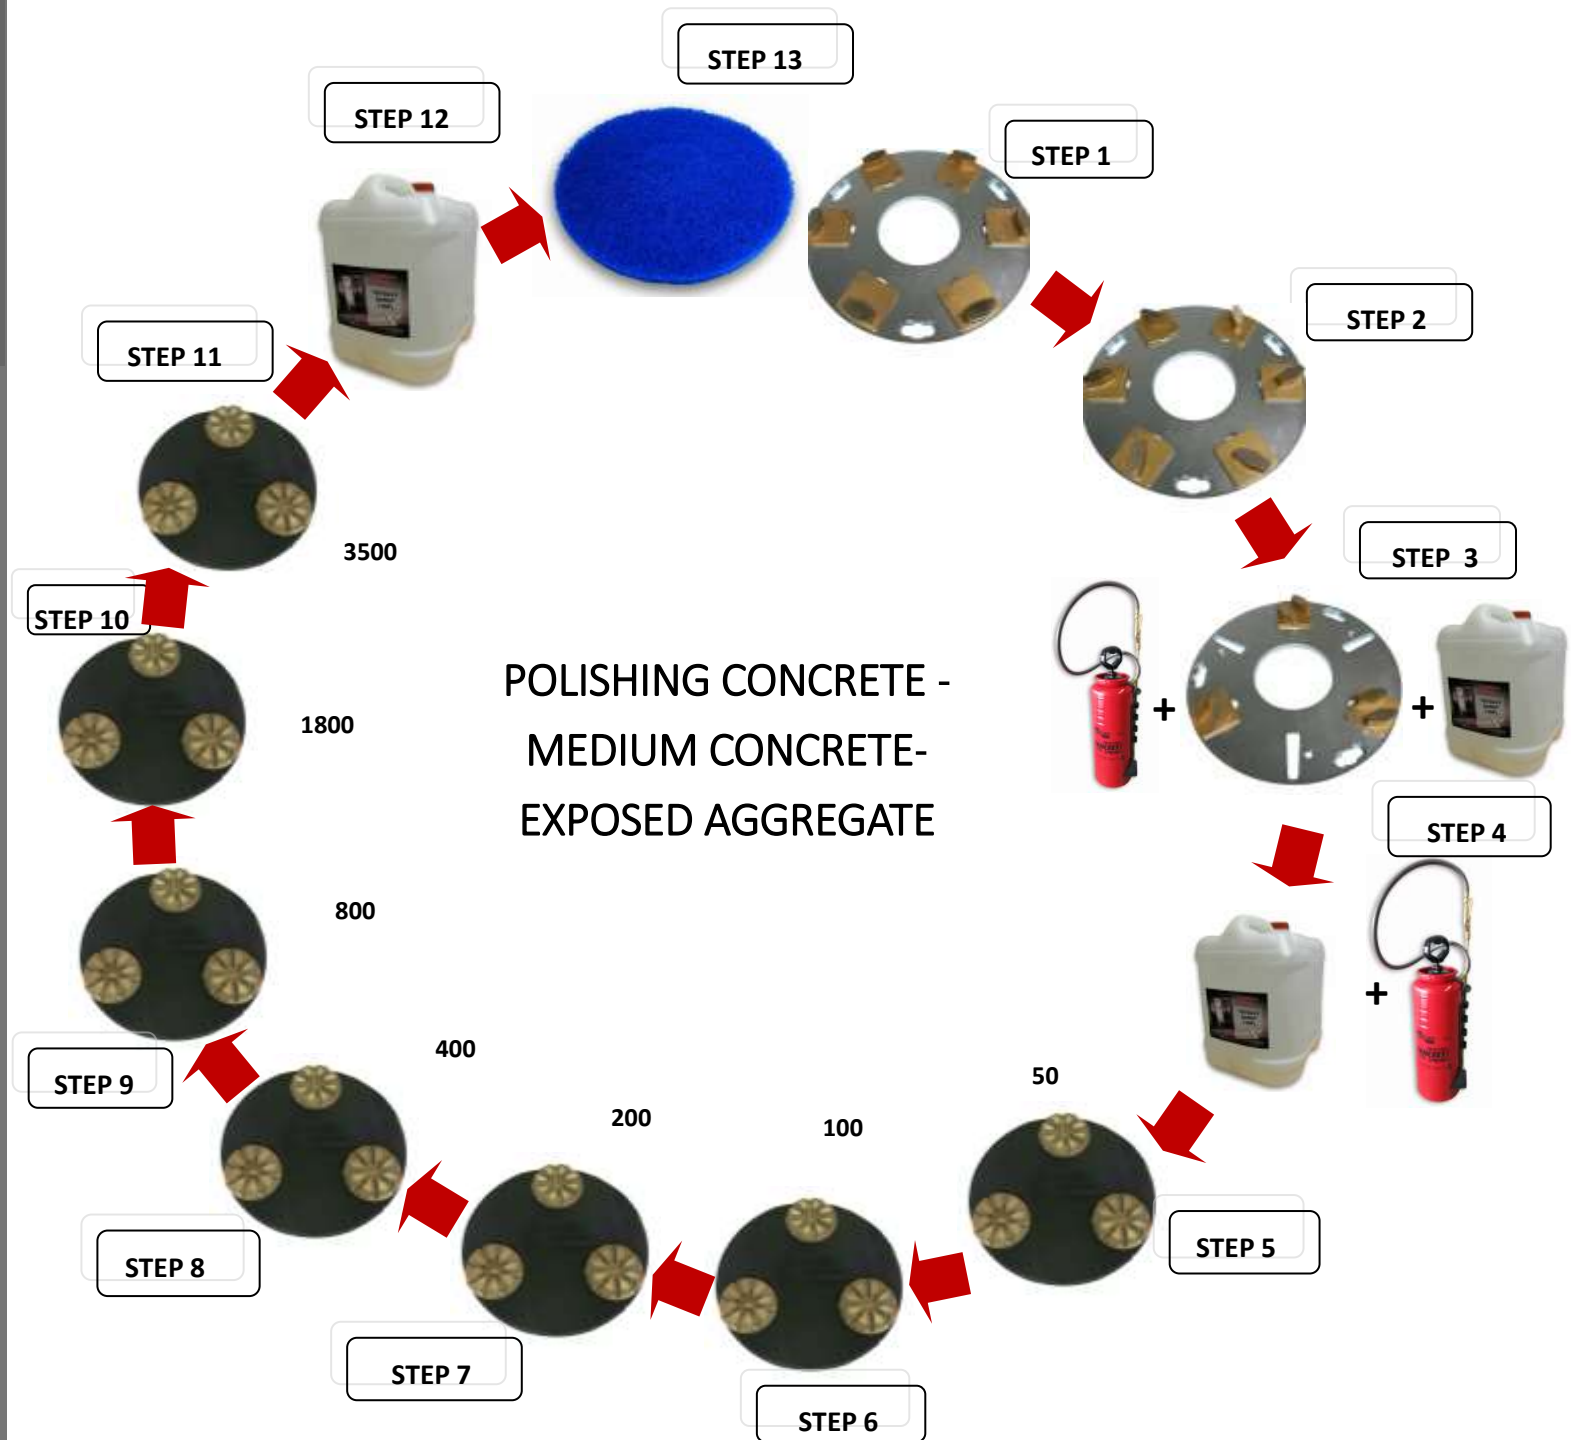 STEP 13
STEP 12
STEP 1
STEP 2
STEP 11
STEP 3
3500
STEP 10
+
+
POLISHING CONCRETE -
MEDIUM CONCRETE-
EXPOSED AGGREGATE
1800
STEP 4
800
+
400
STEP 9
50
200
100
STEP 5
STEP 8
STEP 7
STEP 6